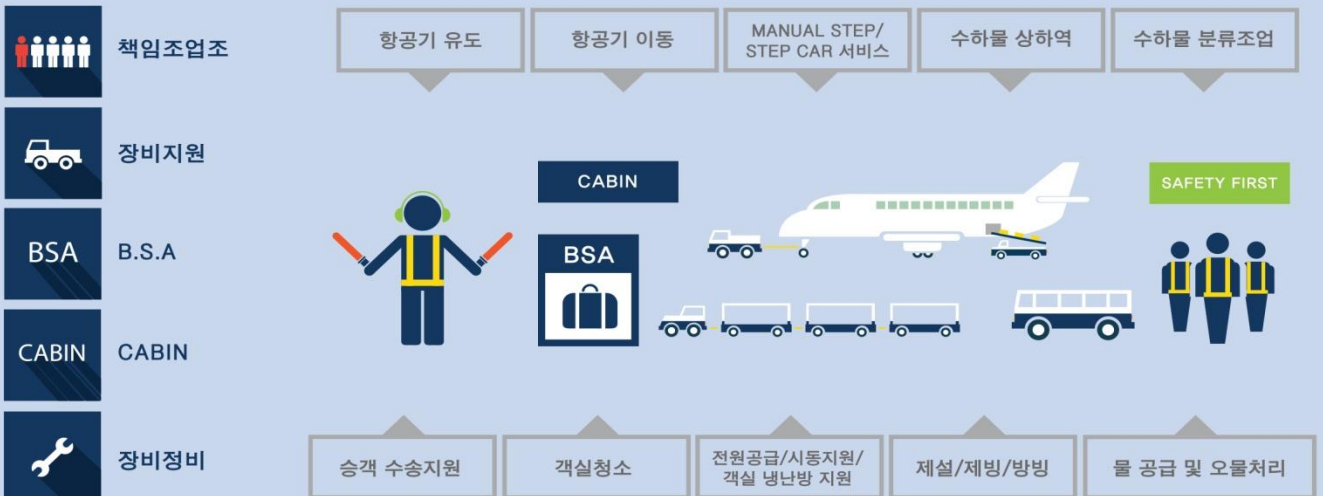 책임조업조
장비지원
BSA
B.S.A
CABIN
CABIN
장비정비
항공기 유도
항공기 이동
MANUAL STEP/
STEP CAR 서비스
수하물 상하역
수하물 분류조업
CABIN
BSA
SAFETY FIRST
승객 수송지원
객실청소
전원공급/시동지원/
객실 냉난방 지원
제설/제빙/방빙
물 공급 및 오물처리